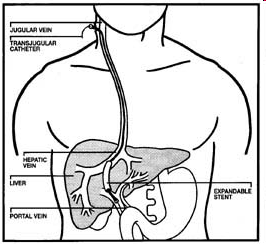 JUGULAR VEIN
TRANSJUGULAR
CATHETER
HEPATIC
VEIN
LIVER
EXPANDABLE
STENT
PORTAL VEIN